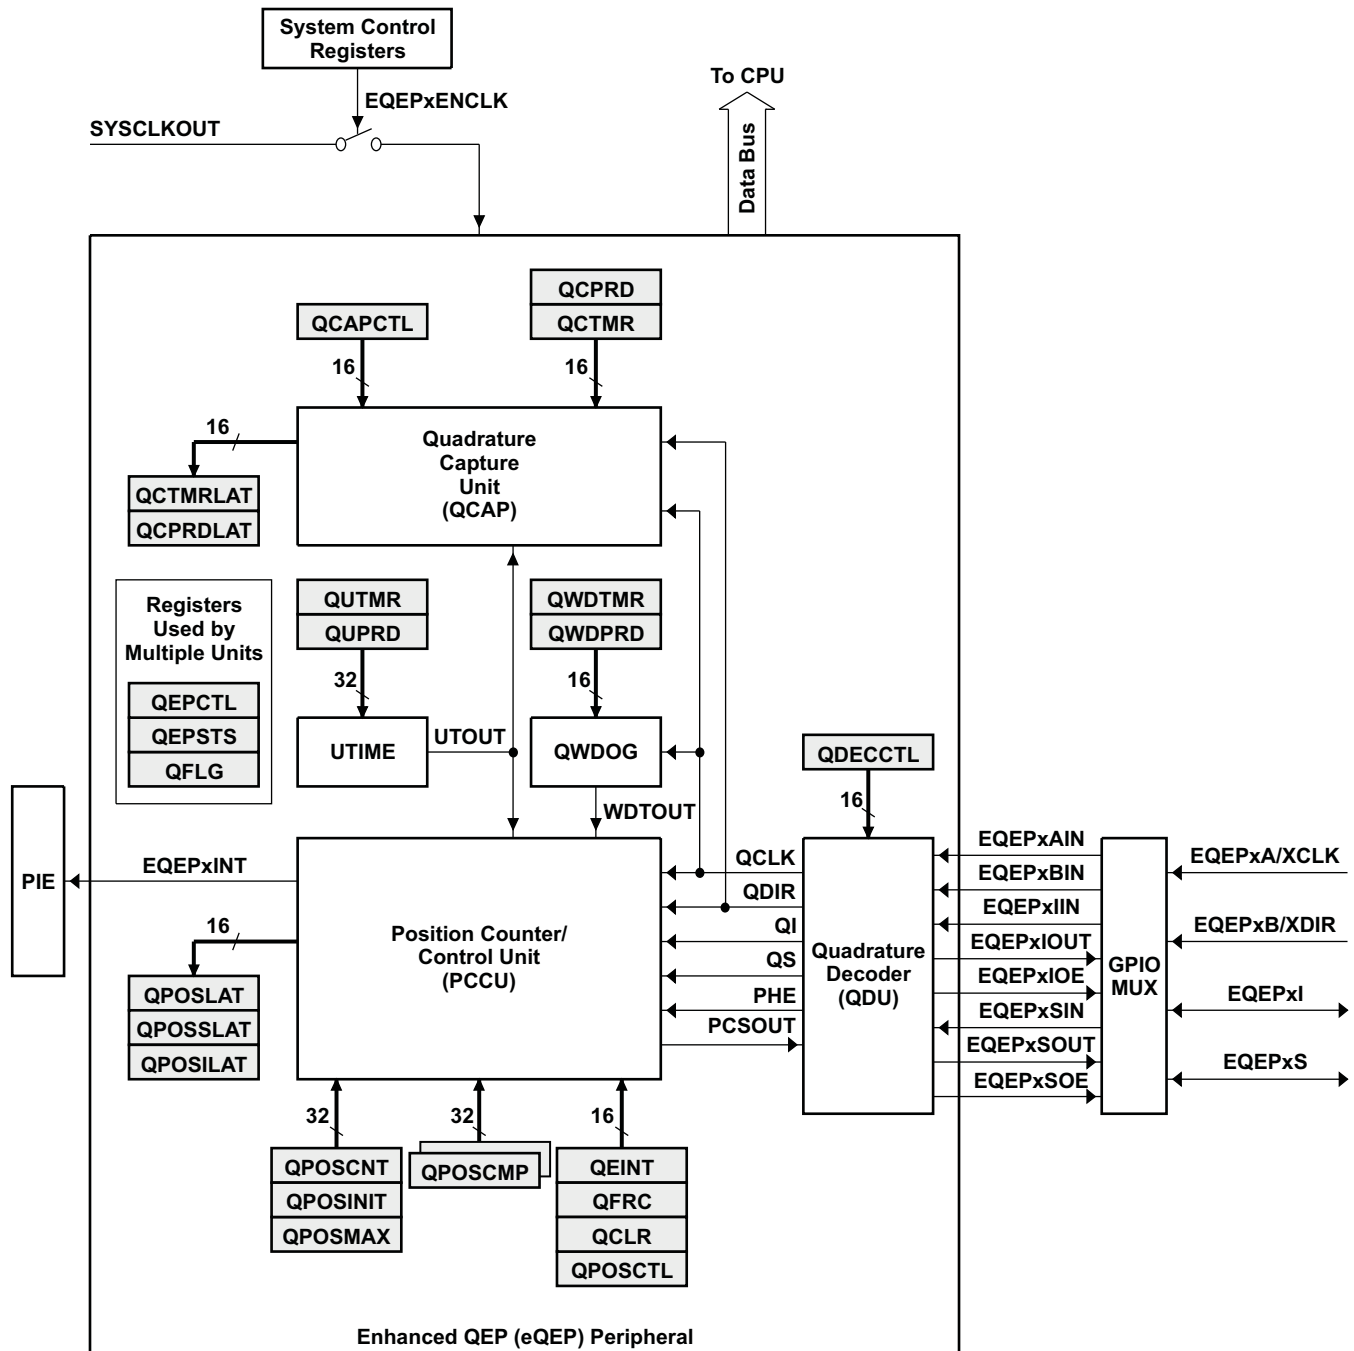 System Control
Registers
To CPU
EQEPxENCLK
SYSCLKOUT
Data Bus
QCPRD
QCAPCTL
QCTMR
16
16
16
Quadrature
Capture
Unit
(QCAP)
QCTMRLAT
QCPRDLAT
Registers
Used by
Multiple Units
QEPCTL
QEPSTS
QFLG
QUTMR
QUPRD
QWDTMR
QWDPRD
32
16
UTIME
UTOUT
QWDOG
QDECCTL
WDTOUT
16
PIE
EQEPxINT
16
Position Counter/
Control Unit
(PCCU)
QCLK
QDIR
QI
QS
PHE
PCSOUT
Quadrature
Decoder
(QDU)
EQEPxAIN
EQEPxBIN
EQEPxIIN
EQEPxIOUT
EQEPxIOE
EQEPxSIN
EQEPxSOUT
EQEPxSOE
GPIO
MUX
EQEPxA/XCLK
EQEPxB/XDIR
EQEPxI
EQEPxS
QPOSLAT
QPOSSLAT
QPOSILAT
32
32
16
QPOSCNT
QPOSINIT
QPOSMAX
QPOSCMP
QEINT
QFRC
QCLR
QPOSCTL
Enhanced QEP (eQEP) Peripheral